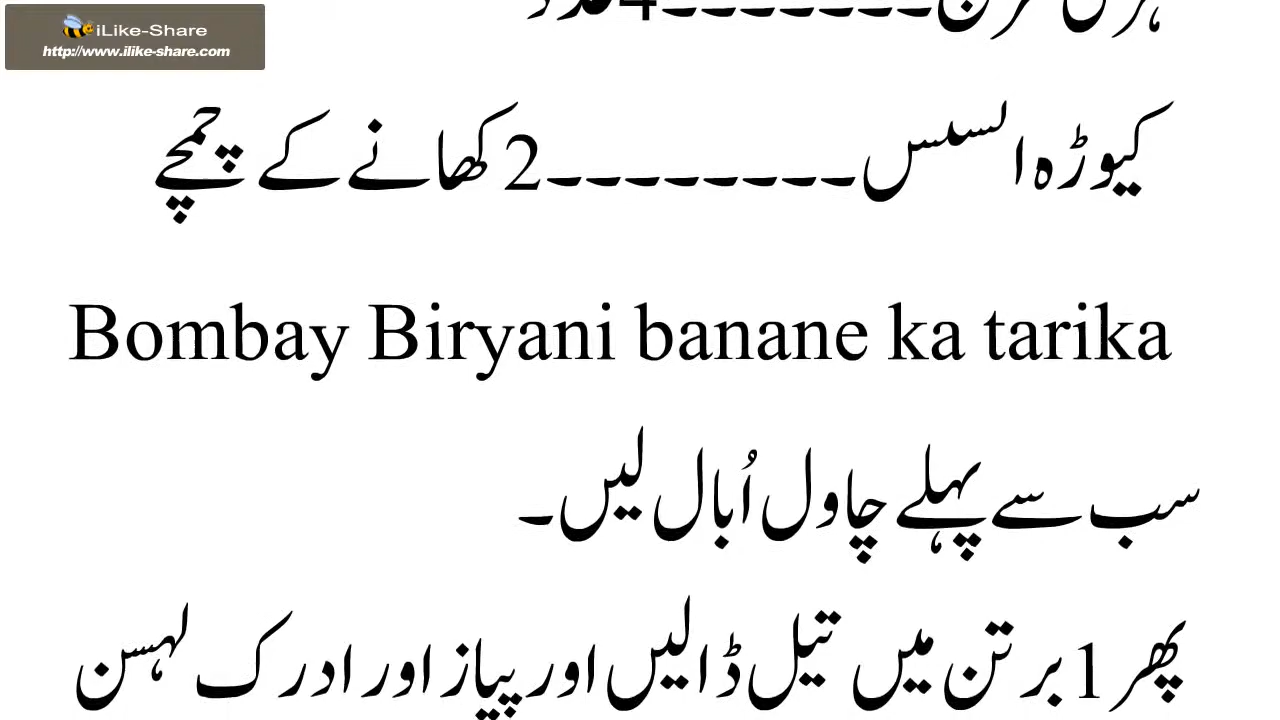 iLike-Share
http://www.ilike-share.com
کیوڑہ السسس۔۔۔۔۔۔۔۔2 کھانے کے چمچے
Bombay Biryani banane ka tarika
سب سے پہلے چاول اُبال لیں۔
پھر 1 برتن میں تیل ڈالیں اور پیاز اور ادرک لہسن